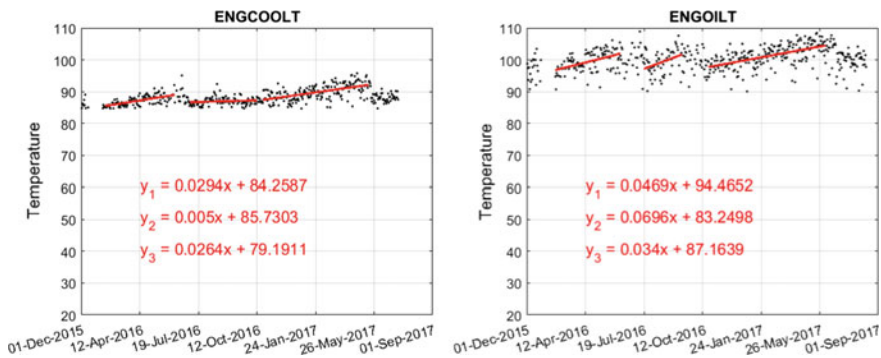 ENGCOOLT
110
100
90
80
70
60
50
40
30
20
Temperature
y1 = 0.0294x + 84.2587
y2 = 0.005x + 85.7303
y3 = 0.0264x + 79.1911
01-Dec-2015
12-Apr-2016
19-Jul-2016
12-Oct-2016
24-Jan-2017
26-May-2017
01-Sep-2017
ENGOILT
110
100
90
80
70
60
50
40
30
20
Temperature
y1 = 0.0469x + 94.4652
y2 = 0.0696x + 83.2498
y3 = 0.034x + 87.1639
01-Dec-2015
12-Apr-2016
19-Jul-2016
12-Oct-2016
24-Jan-2017
26-May-2017
01-Sep-2017